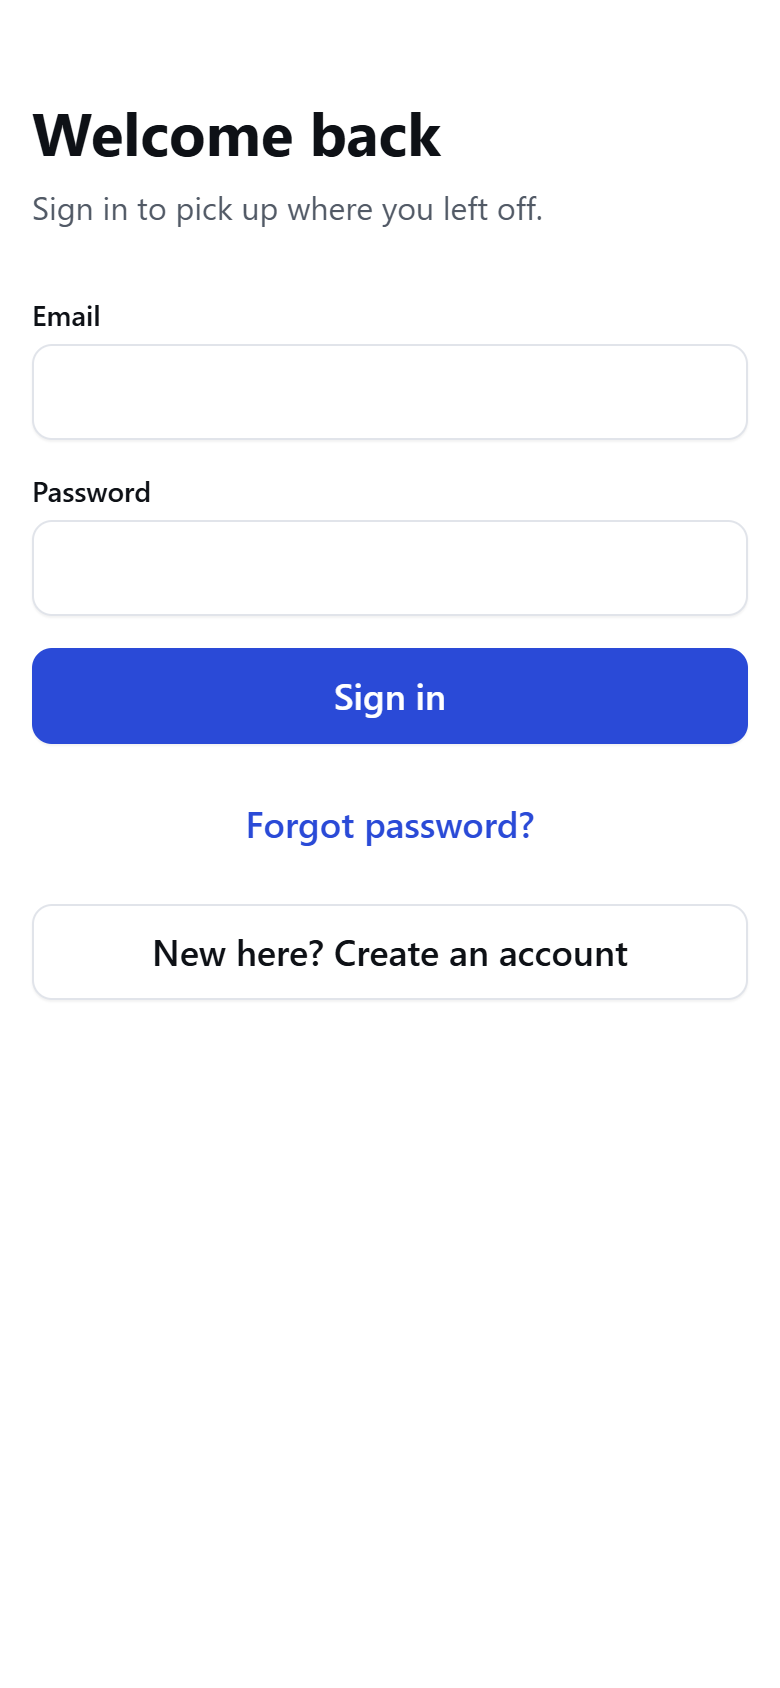 Welcome back
Sign in to pick up where you left off.
Email
Password
Sign in
Forgot password?
New here? Create an account